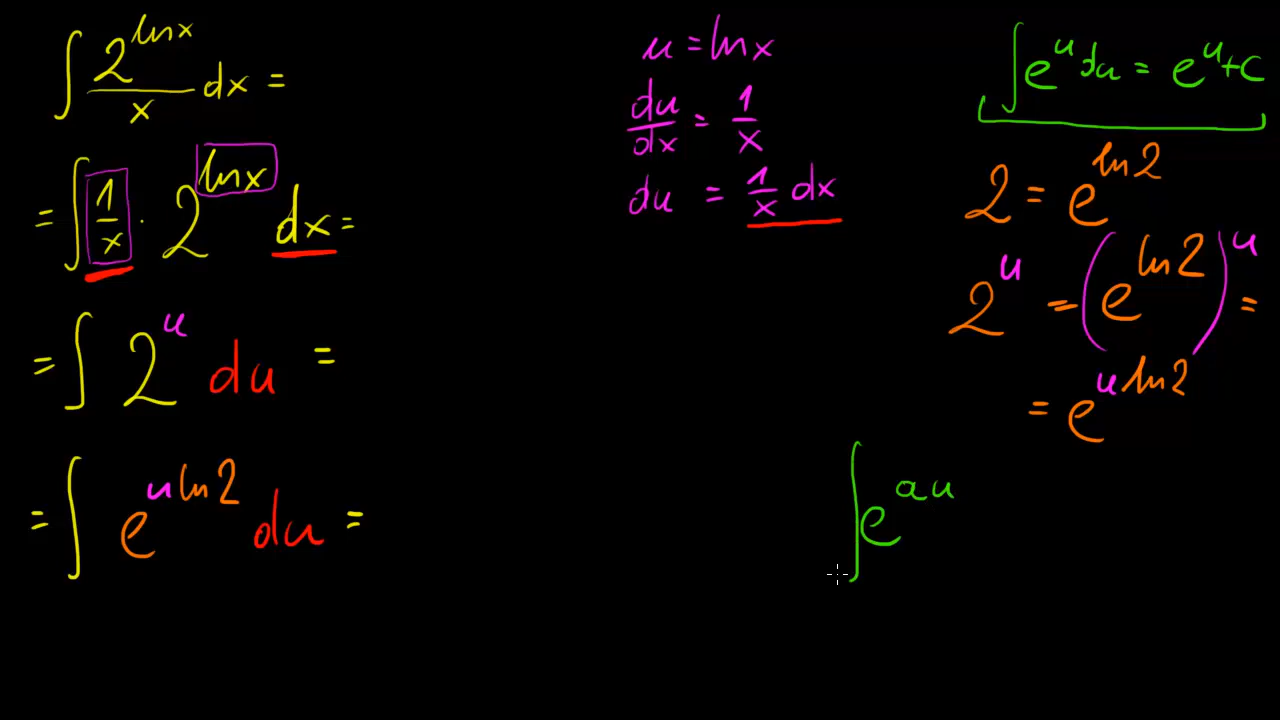 ∫ 2^{ln x}/x dx =
= ∫ 1/x · 2^{ln x} dx =
= ∫ 2^u du =
= ∫ e^{u ln 2} du =
u = ln x
du/dx = 1/x
du = 1/x dx
∫ e^u du = e^u + C
2 = e^{ln 2}
2^u = (e^{ln 2})^u =
= e^{u ln 2}
∫ e^{au}